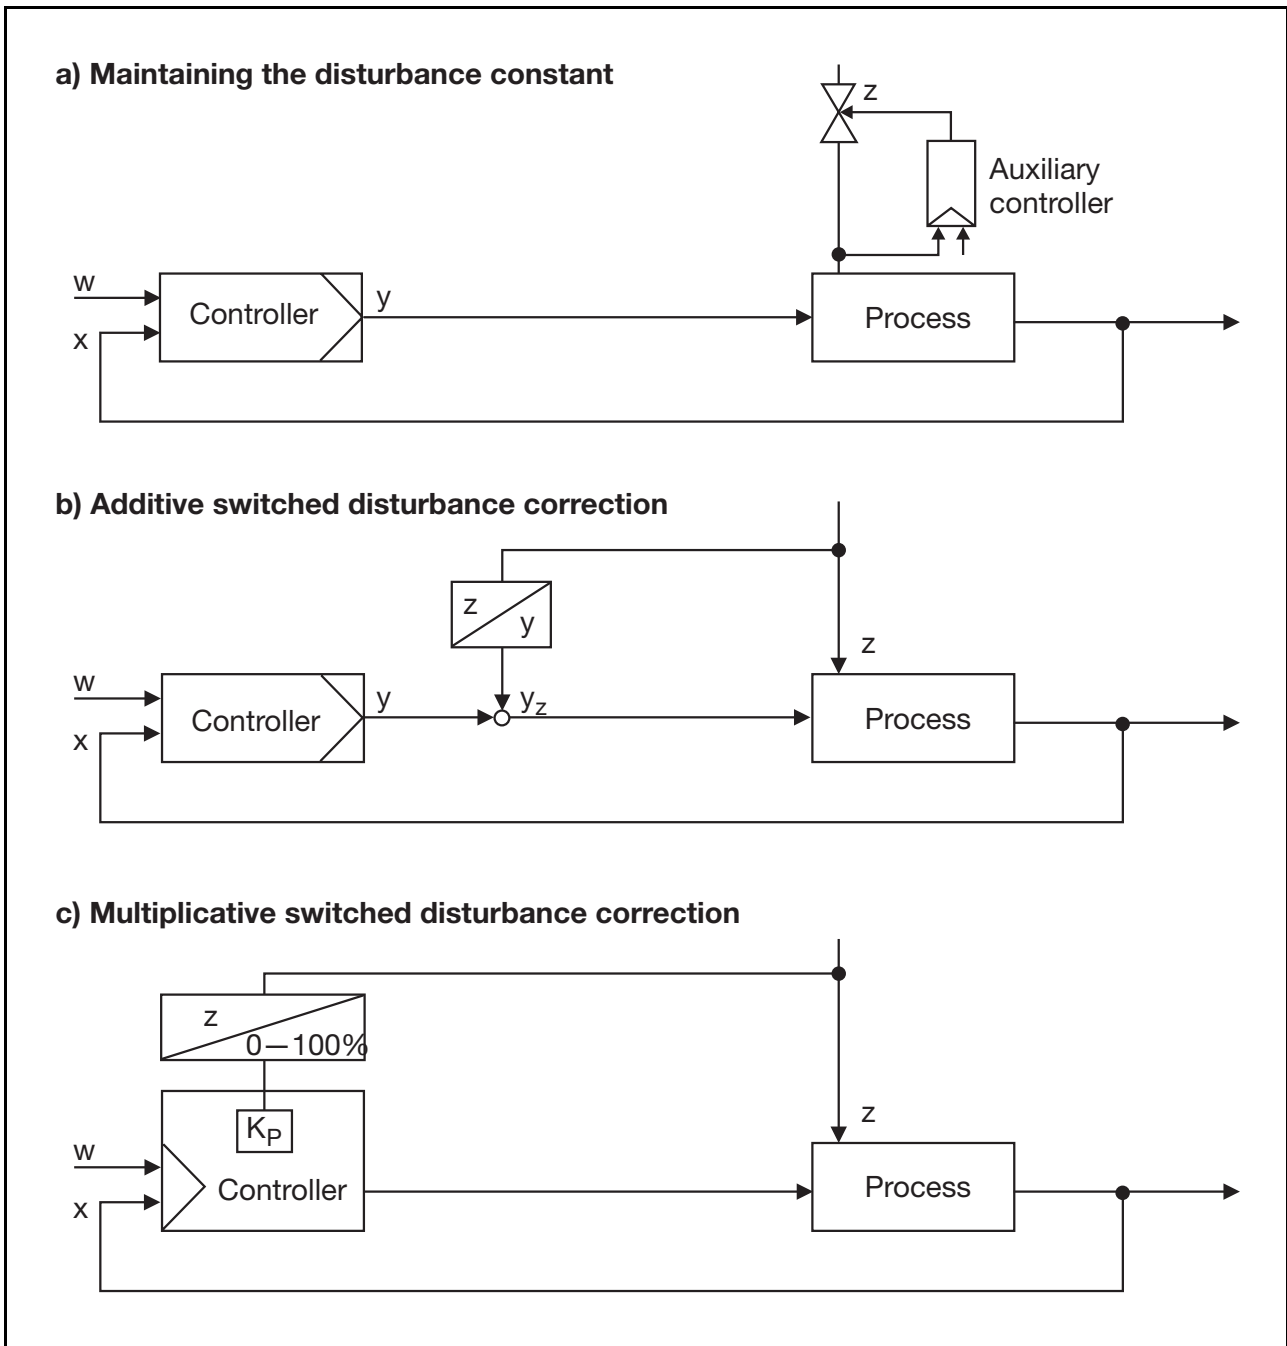 a) Maintaining the disturbance constant
z
Auxiliary
controller
w
x
Controller
y
Process
b) Additive switched disturbance correction
z
y
z
w
x
Controller
y
yz
Process
c) Multiplicative switched disturbance correction
z
0—100%
KP
z
w
x
Controller
Process